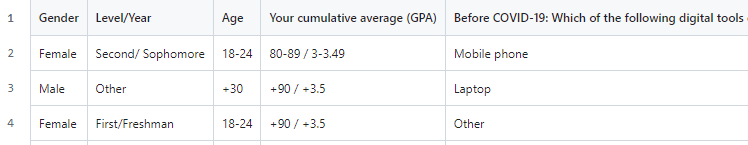 1 Gender Level/Year Age Your cumulative average (GPA) Before COVID-19: Which of the following digital tools
2 Female Second/ Sophomore 18-24 80-89 / 3-3.49 Mobile phone
3 Male Other +30 +90 / +3.5 Laptop
4 Female First/Freshman 18-24 +90 / +3.5 Other